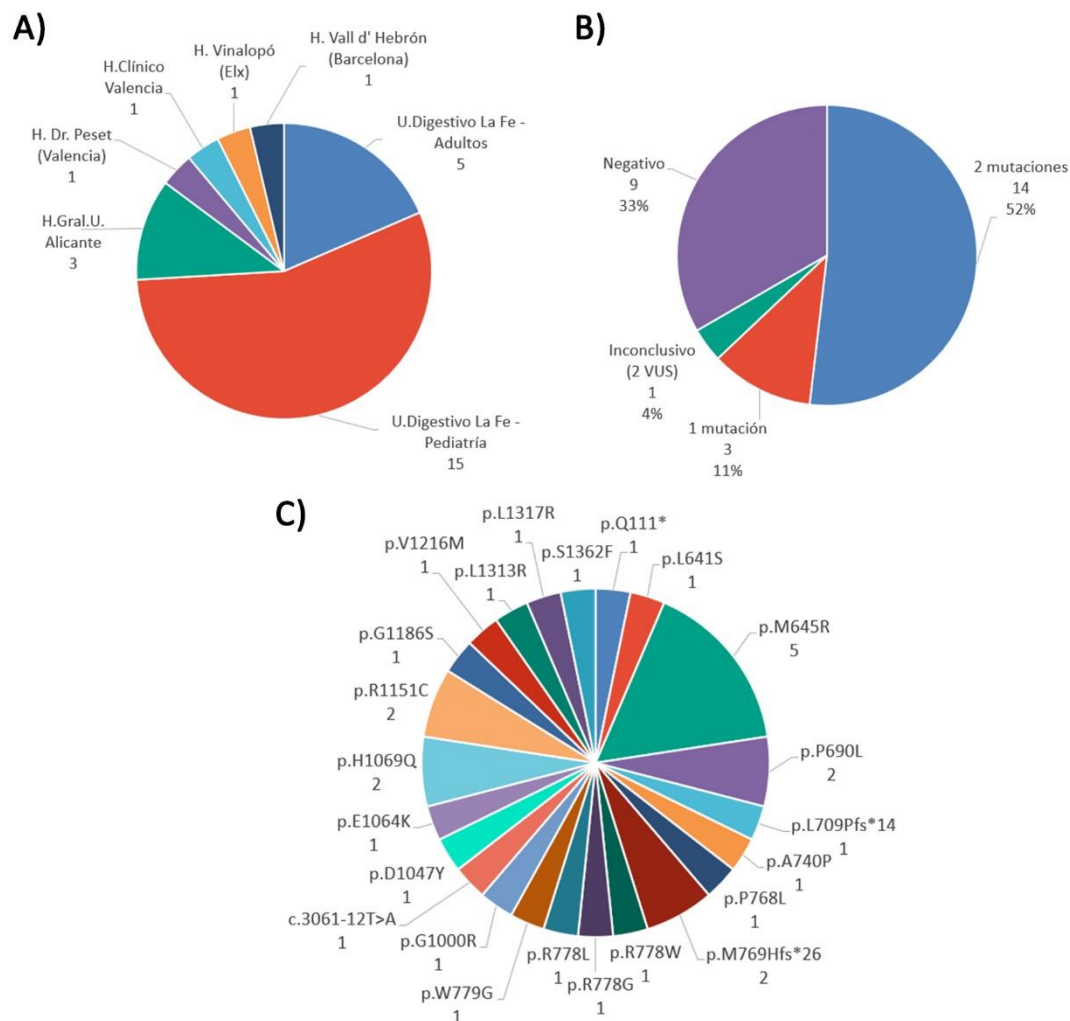 A)
H. Vall d' Hebrón
(Barcelona)
1
H. Vinalopó
(Elx)
1
H.Clínico
Valencia
1
H. Dr. Peset
(Valencia)
1
H.Gral.U.
Alicante
3
U.Digestivo La Fe -
Adultos
5
U.Digestivo La Fe -
Pediatría
15
B)
Negativo
9
33%
2 mutaciones
14
52%
Inconclusivo
(2 VUS)
1
4%
1 mutación
3
11%
C)
p.Q111*
1
p.L641S
1
p.M645R
5
p.P690L
2
p.L709Pfs*14
1
p.A740P
1
p.P768L
1
p.M769Hfs*26
2
p.R778W
1
p.R778G
1
p.R778L
1
p.W779G
1
p.G1000R
1
c.3061-12T>A
1
p.D1047Y
1
p.E1064K
1
p.H1069Q
2
p.R1151C
2
p.G1186S
1
p.V1216M
1
p.L1313R
1
p.L1317R
1
p.S1362F
1